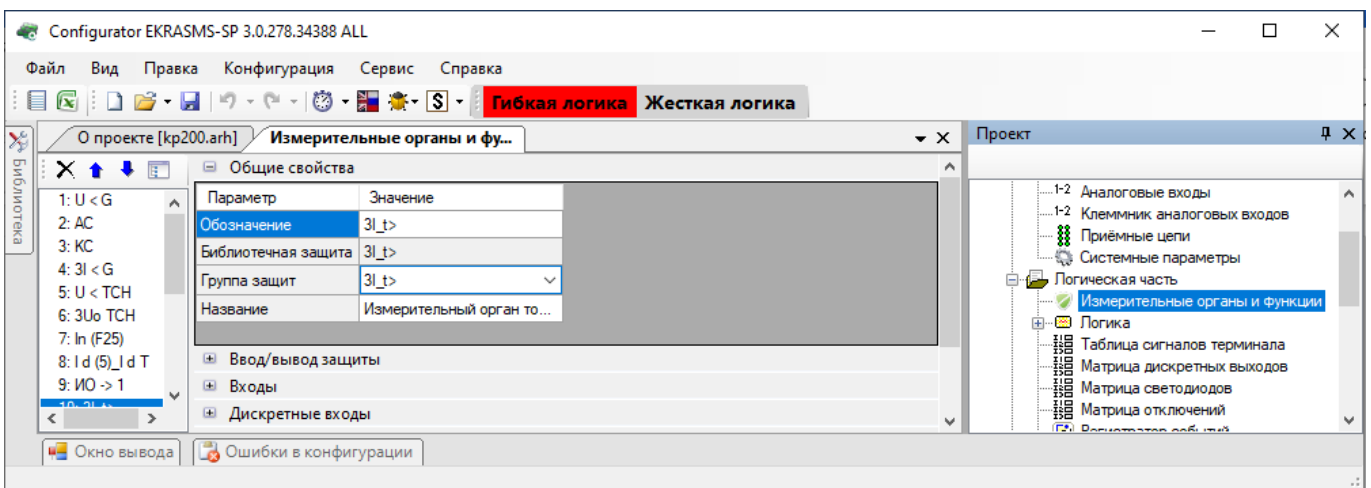 Configurator EKRASMS-SP 3.0.278.34388 ALL
Файл Вид Правка Конфигурация Сервис Справка
Гибкая логика Жесткая логика
О проекте [kp200.arh] Измерительные органы и фу...
Библиотека
1: U < G
2: AC
3: KC
4: 3I < G
5: U < TCH
6: 3Uo TCH
7: In (F25)
8: I d (5)_I d T
9: ИО -> 1
10: 3I_t>
Общие свойства
Параметр Значение
Обозначение 3I_t>
Библиотечная защита 3I_t>
Группа защит 3I_t>
Название Измерительный орган то...
Ввод/вывод защиты
Входы
Дискретные входы
Проект
Аналоговые входы
Клеммник аналоговых входов
Приёмные цепи
Системные параметры
Логическая часть
Измерительные органы и функции
Логика
Таблица сигналов терминала
Матрица дискретных выходов
Матрица светодиодов
Матрица отключений
Регистратор событий
Окно вывода Ошибки в конфигурации